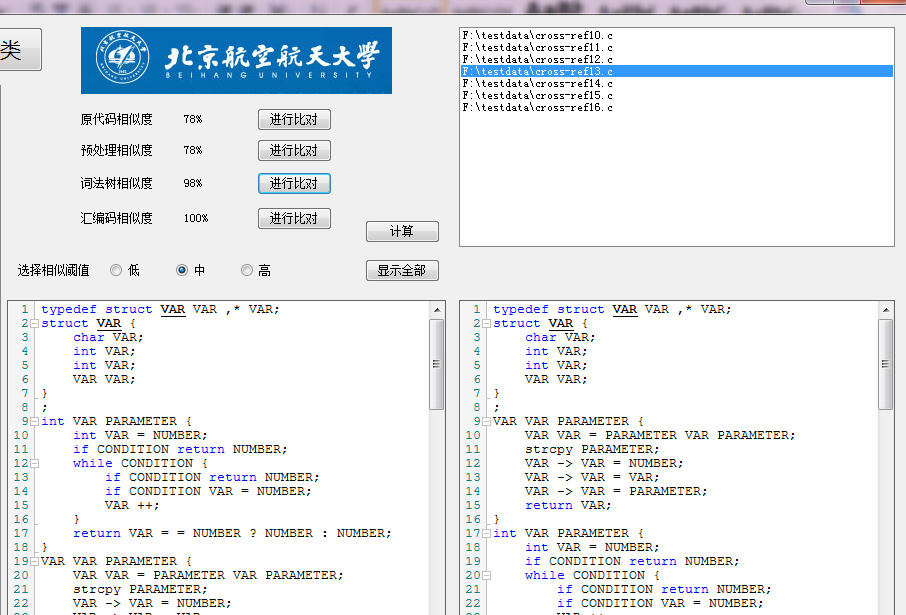 类
北京航空航天大學
BEIHANG UNIVERSITY
原代码相似度 78% 进行比对
预处理相似度 78% 进行比对
词法树相似度 98% 进行比对
汇编码相似度 100% 进行比对
计算
选择相似阈值 低 中 高 显示全部
F:\testdata\cross-ref10.c
F:\testdata\cross-ref11.c
F:\testdata\cross-ref12.c
F:\testdata\cross-ref13.c
F:\testdata\cross-ref14.c
F:\testdata\cross-ref15.c
F:\testdata\cross-ref16.c
1 typedef struct VAR VAR ,* VAR;
2 struct VAR {
3 char VAR;
4 int VAR;
5 int VAR;
6 VAR VAR;
7 }
8 ;
9 int VAR PARAMETER {
10 int VAR = NUMBER;
11 if CONDITION return NUMBER;
12 while CONDITION {
13 if CONDITION return NUMBER;
14 if CONDITION VAR = NUMBER;
15 VAR ++;
16 }
17 return VAR = = NUMBER ? NUMBER : NUMBER;
18 }
19 VAR VAR PARAMETER {
20 VAR VAR = PARAMETER VAR PARAMETER;
21 strcpy PARAMETER;
22 VAR -> VAR = NUMBER;
1 typedef struct VAR VAR ,* VAR;
2 struct VAR {
3 char VAR;
4 int VAR;
5 int VAR;
6 VAR VAR;
7 }
8 ;
9 VAR VAR PARAMETER {
10 VAR VAR = PARAMETER VAR PARAMETER;
11 strcpy PARAMETER;
12 VAR -> VAR = NUMBER;
13 VAR -> VAR = VAR;
14 VAR -> VAR = PARAMETER;
15 return VAR;
16 }
17 int VAR PARAMETER {
18 int VAR = NUMBER;
19 if CONDITION return NUMBER;
20 while CONDITION {
21 if CONDITION return NUMBER;
22 if CONDITION VAR = NUMBER;